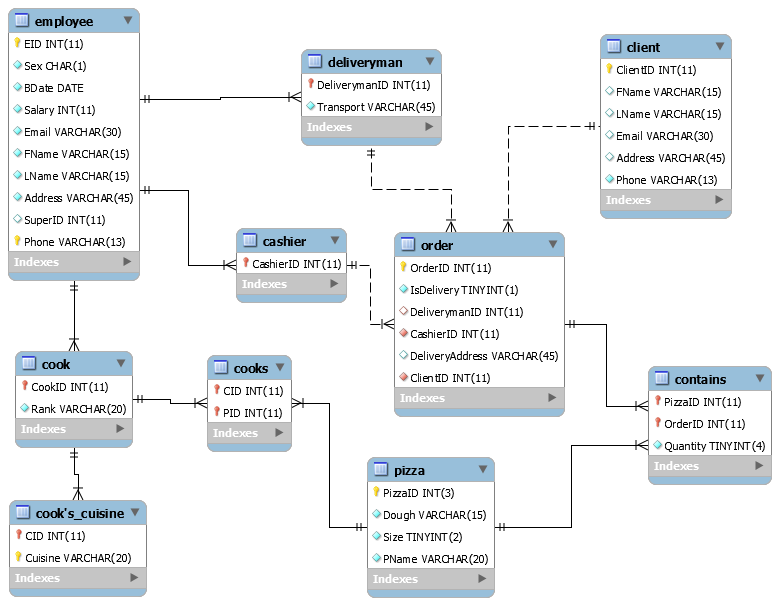 employee
EID INT(11)
Sex CHAR(1)
BDate DATE
Salary INT(11)
Email VARCHAR(30)
FName VARCHAR(15)
LName VARCHAR(15)
Address VARCHAR(45)
SuperID INT(11)
Phone VARCHAR(13)
Indexes
deliveryman
DeliverymanID INT(11)
Transport VARCHAR(45)
Indexes
client
ClientID INT(11)
FName VARCHAR(15)
LName VARCHAR(15)
Email VARCHAR(30)
Address VARCHAR(45)
Phone VARCHAR(13)
Indexes
cashier
CashierID INT(11)
Indexes
order
OrderID INT(11)
IsDelivery TINYINT(1)
DeliverymanID INT(11)
CashierID INT(11)
DeliveryAddress VARCHAR(45)
ClientID INT(11)
Indexes
cook
CookID INT(11)
Rank VARCHAR(20)
Indexes
cooks
CID INT(11)
PID INT(11)
Indexes
contains
PizzaID INT(11)
OrderID INT(11)
Quantity TINYINT(4)
Indexes
pizza
PizzaID INT(3)
Dough VARCHAR(15)
Size TINYINT(2)
PName VARCHAR(20)
Indexes
cook's_cuisine
CID INT(11)
Cuisine VARCHAR(20)
Indexes